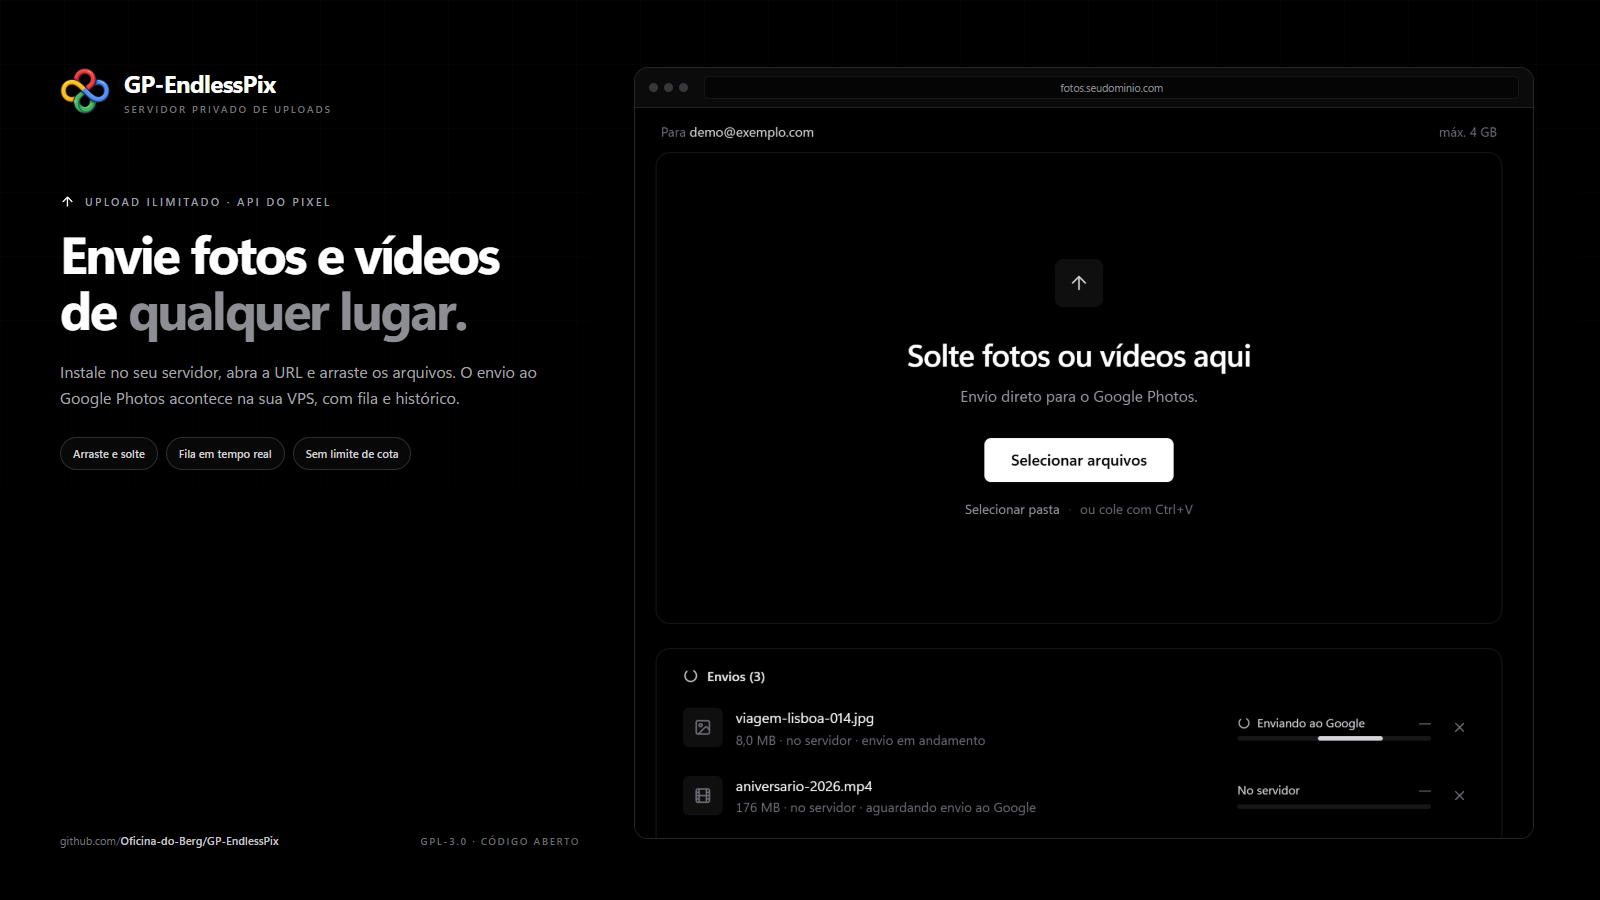 GP-EndlessPix
SERVIDOR PRIVADO DE UPLOADS
UPLOAD ILIMITADO · API DO PIXEL
Envie fotos e vídeos
de qualquer lugar.
Instale no seu servidor, abra a URL e arraste os arquivos. O envio ao
Google Photos acontece na sua VPS, com fila e histórico.
Arraste e solte
Fila em tempo real
Sem limite de cota
github.com/Oficina-do-Berg/GP-EndlessPix
GPL-3.0 · CÓDIGO ABERTO
fotos.seudominio.com
Para demo@exemplo.com
máx. 4 GB
Solte fotos ou vídeos aqui
Envio direto para o Google Photos.
Selecionar arquivos
Selecionar pasta · ou cole com Ctrl+V
Envios (3)
viagem-lisboa-014.jpg
8,0 MB · no servidor · envio em andamento
Enviando ao Google —
aniversario-2026.mp4
176 MB · no servidor · aguardando envio ao Google
No servidor —